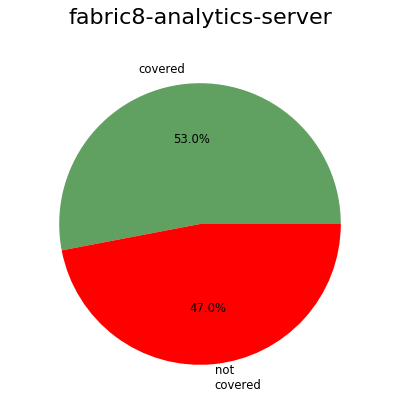 fabric8-analytics-server
covered
53.0%
47.0%
not
covered